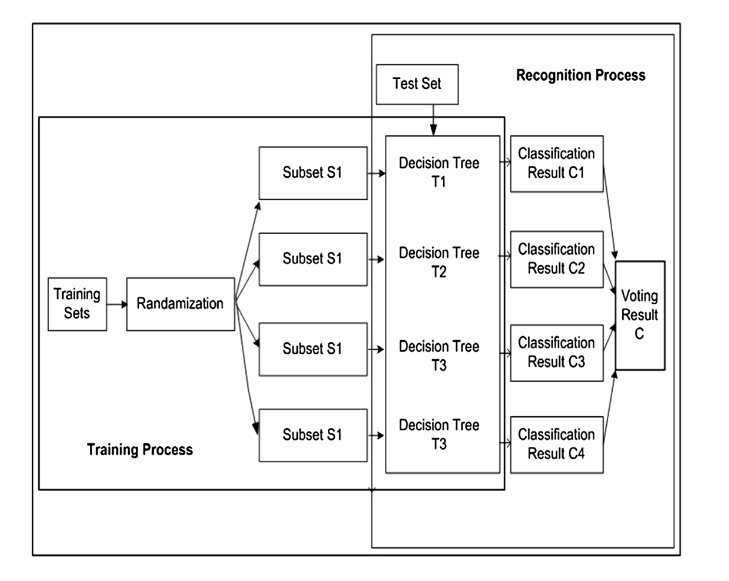 Recognition Process
Test Set
Subset S1
Decision Tree
T1
Classification
Result C1
Subset S1
Decision Tree
T2
Classification
Result C2
Training
Sets
Randamization
Voting
Result
C
Subset S1
Decision Tree
T3
Classification
Result C3
Subset S1
Decision Tree
T3
Classification
Result C4
Training Process